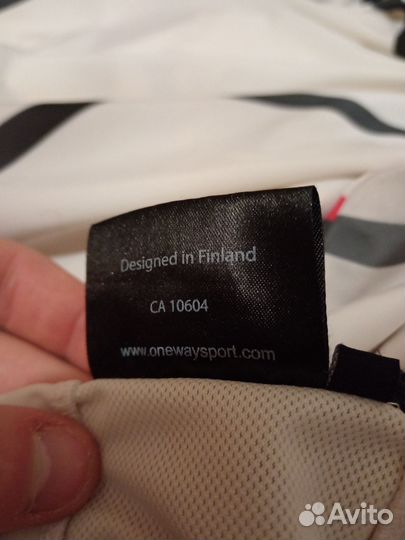 Designed in Finland
CA 10604
www.onewaysport.com
Avito